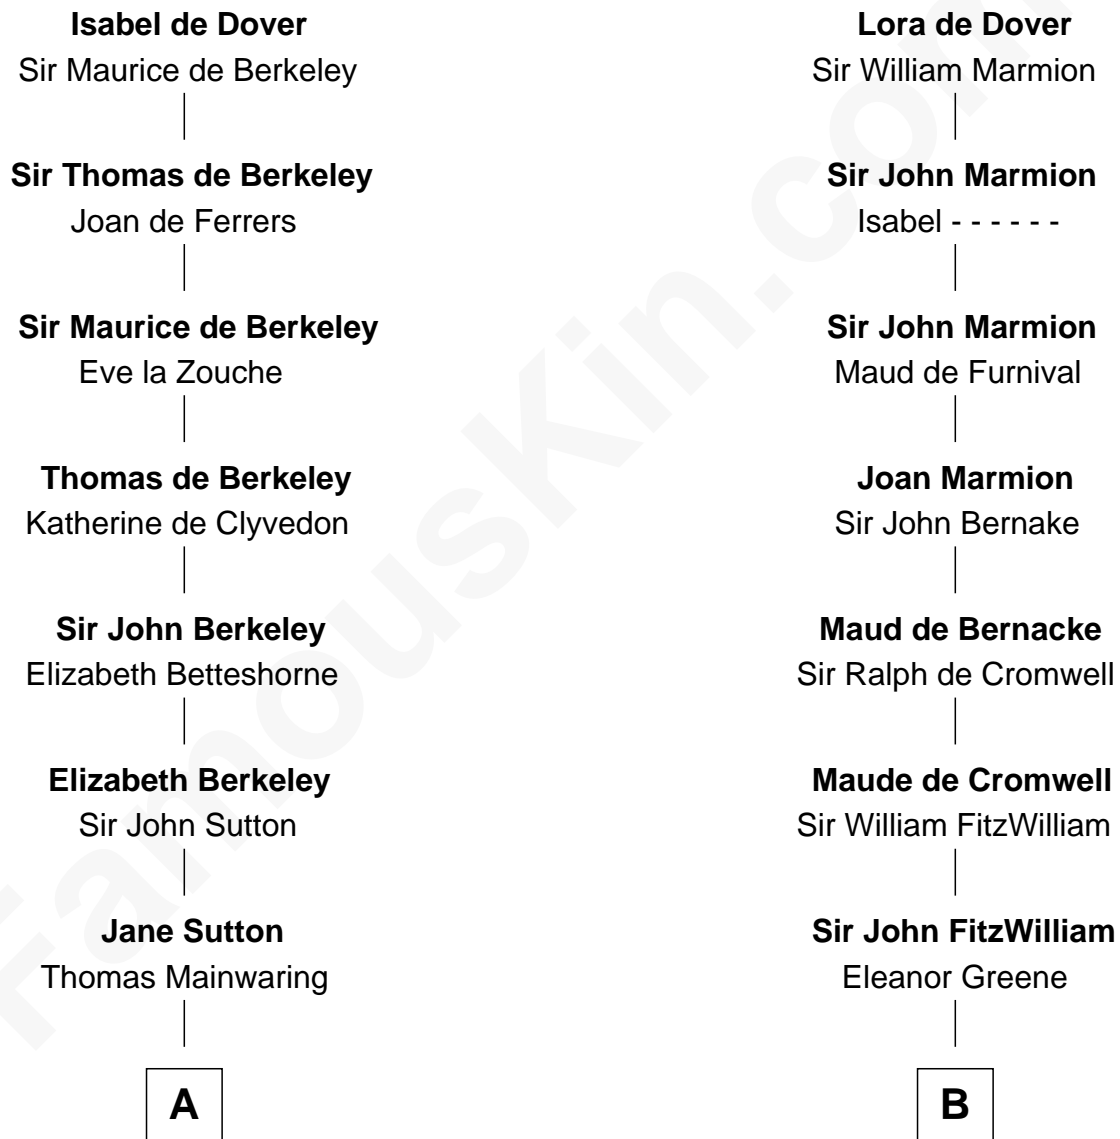 Isabel de Dover
Sir Maurice de Berkeley
Sir Thomas de Berkeley
Joan de Ferrers
Sir Maurice de Berkeley
Eve la Zouche
Thomas de Berkeley
Katherine de Clyvedon
Sir John Berkeley
Elizabeth Betteshorne
Elizabeth Berkeley
Sir John Sutton
Jane Sutton
Thomas Mainwaring
A
Lora de Dover
Sir William Marmion
Sir John Marmion
Isabel - - - - - -
Sir John Marmion
Maud de Furnival
Joan Marmion
Sir John Bernake
Maud de Bernacke
Sir Ralph de Cromwell
Maude de Cromwell
Sir William FitzWilliam
Sir John FitzWilliam
Eleanor Greene
B
FamousKin.com